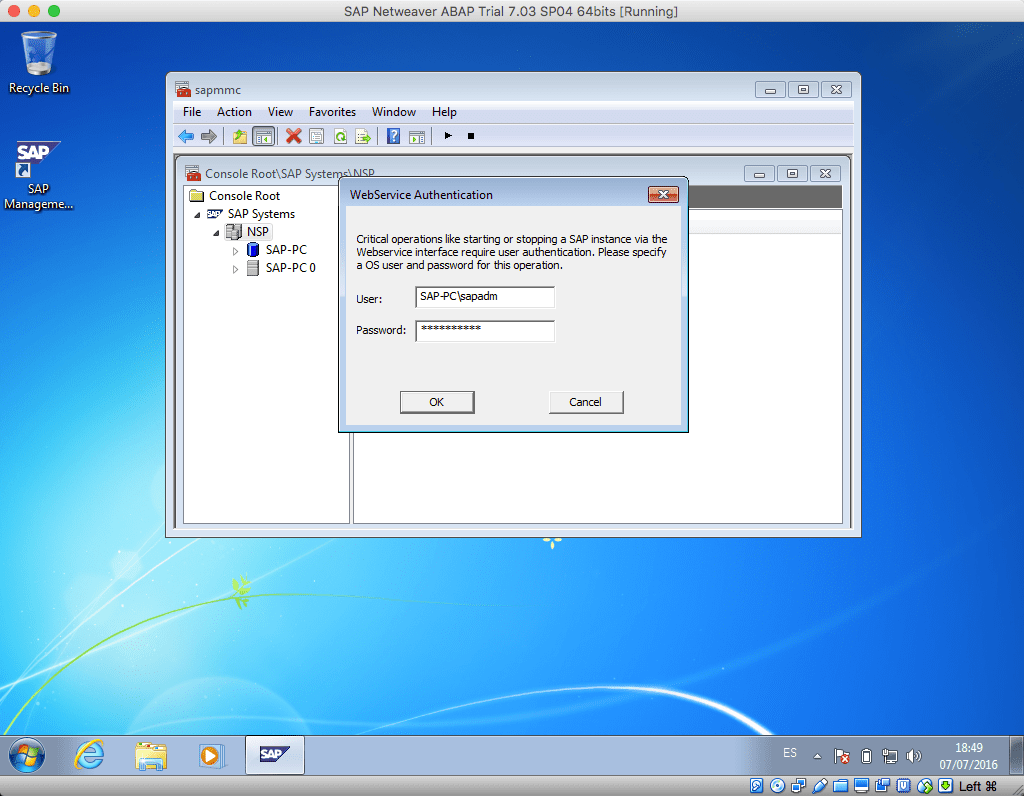 SAP Netweaver ABAP Trial 7.03 SP04 64bits [Running]
Recycle Bin
SAP
SAP
Manageme...
sapmmc
File Action View Favorites Window Help
Console Root\SAP Systems\NSP
Console Root
SAP Systems
NSP
SAP-PC
SAP-PC 0
WebService Authentication
Critical operations like starting or stopping a SAP instance via the
Webservice interface require user authentication. Please specify
a OS user and password for this operation.
User: SAP-PC\sapadm
Password: **********
OK Cancel
SAP
ES
18:49
07/07/2016
Left ⌘